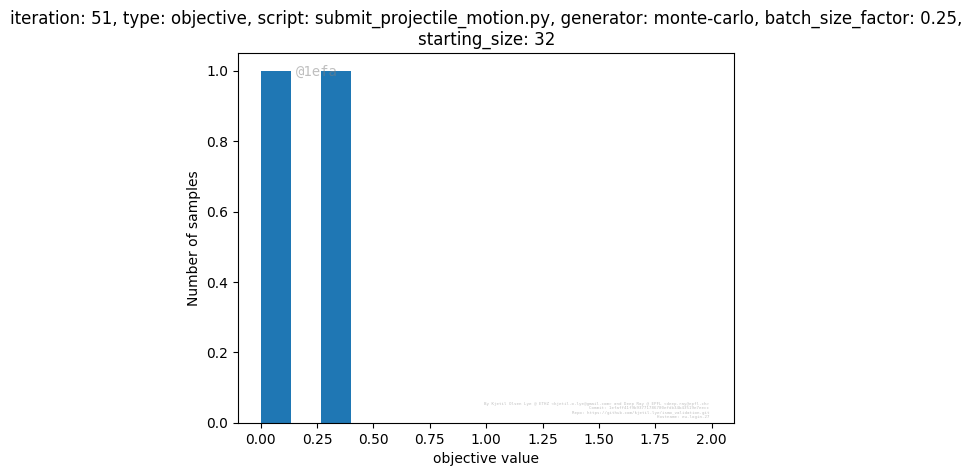 iteration: 51, type: objective, script: submit_projectile_motion.py, generator: monte-carlo, batch_size_factor: 0.25,
starting_size: 32
@1efa
1.0
0.8
0.6
0.4
0.2
0.0
Number of samples
0.00 0.25 0.50 0.75 1.00 1.25 1.50 1.75 2.00
objective value